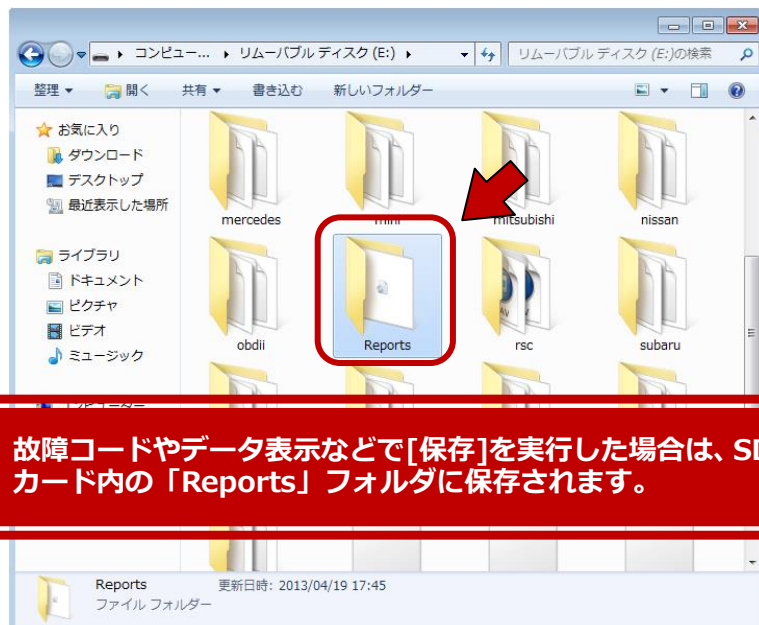 コンピュー... リムーバブル ディスク (E:) リムーバブル ディスク (E:)の検索
整理 開く 共有 書き込む 新しいフォルダー
お気に入り
ダウンロード
デスクトップ
最近表示した場所
mercedes mini mitsubishi nissan
ライブラリ
ドキュメント
ピクチャ
ビデオ
ミュージック
obdii Reports rsc subaru
故障コードやデータ表示などで[保存]を実行した場合は、SD
カード内の「Reports」フォルダに保存されます。
Reports 更新日時: 2013/04/19 17:45
ファイル フォルダー